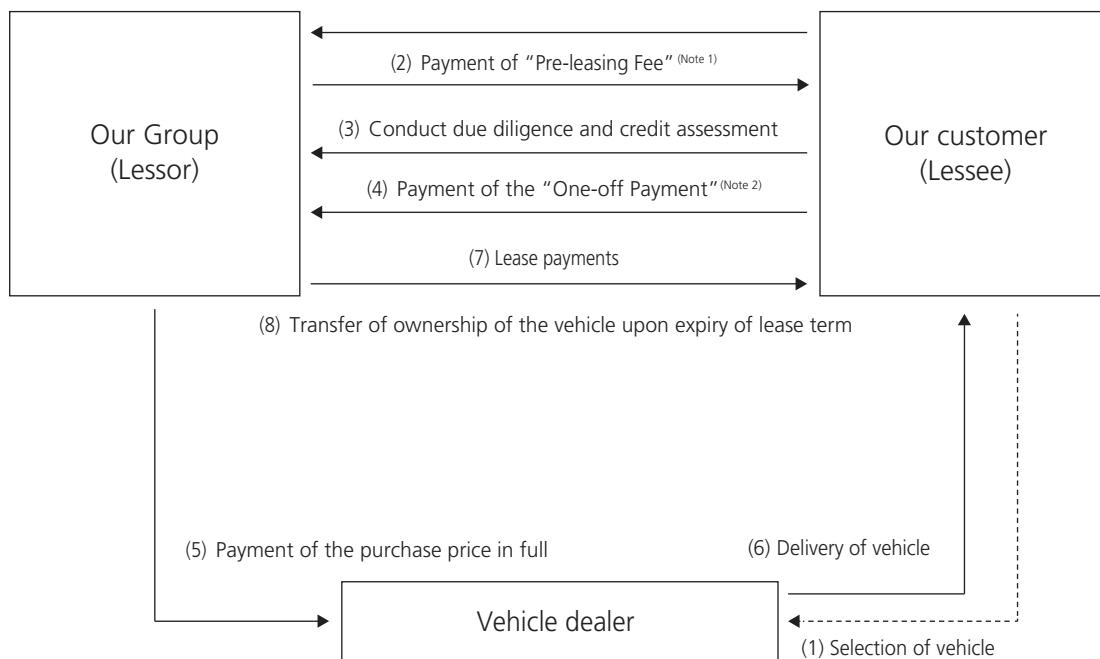 (2) Payment of “Pre-leasing Fee” (Note 1)
Our Group
(Lessor)
(3) Conduct due diligence and credit assessment
Our customer
(Lessee)
(4) Payment of the “One-off Payment” (Note 2)
(7) Lease payments
(8) Transfer of ownership of the vehicle upon expiry of lease term
(5) Payment of the purchase price in full
(6) Delivery of vehicle
Vehicle dealer
(1) Selection of vehicle